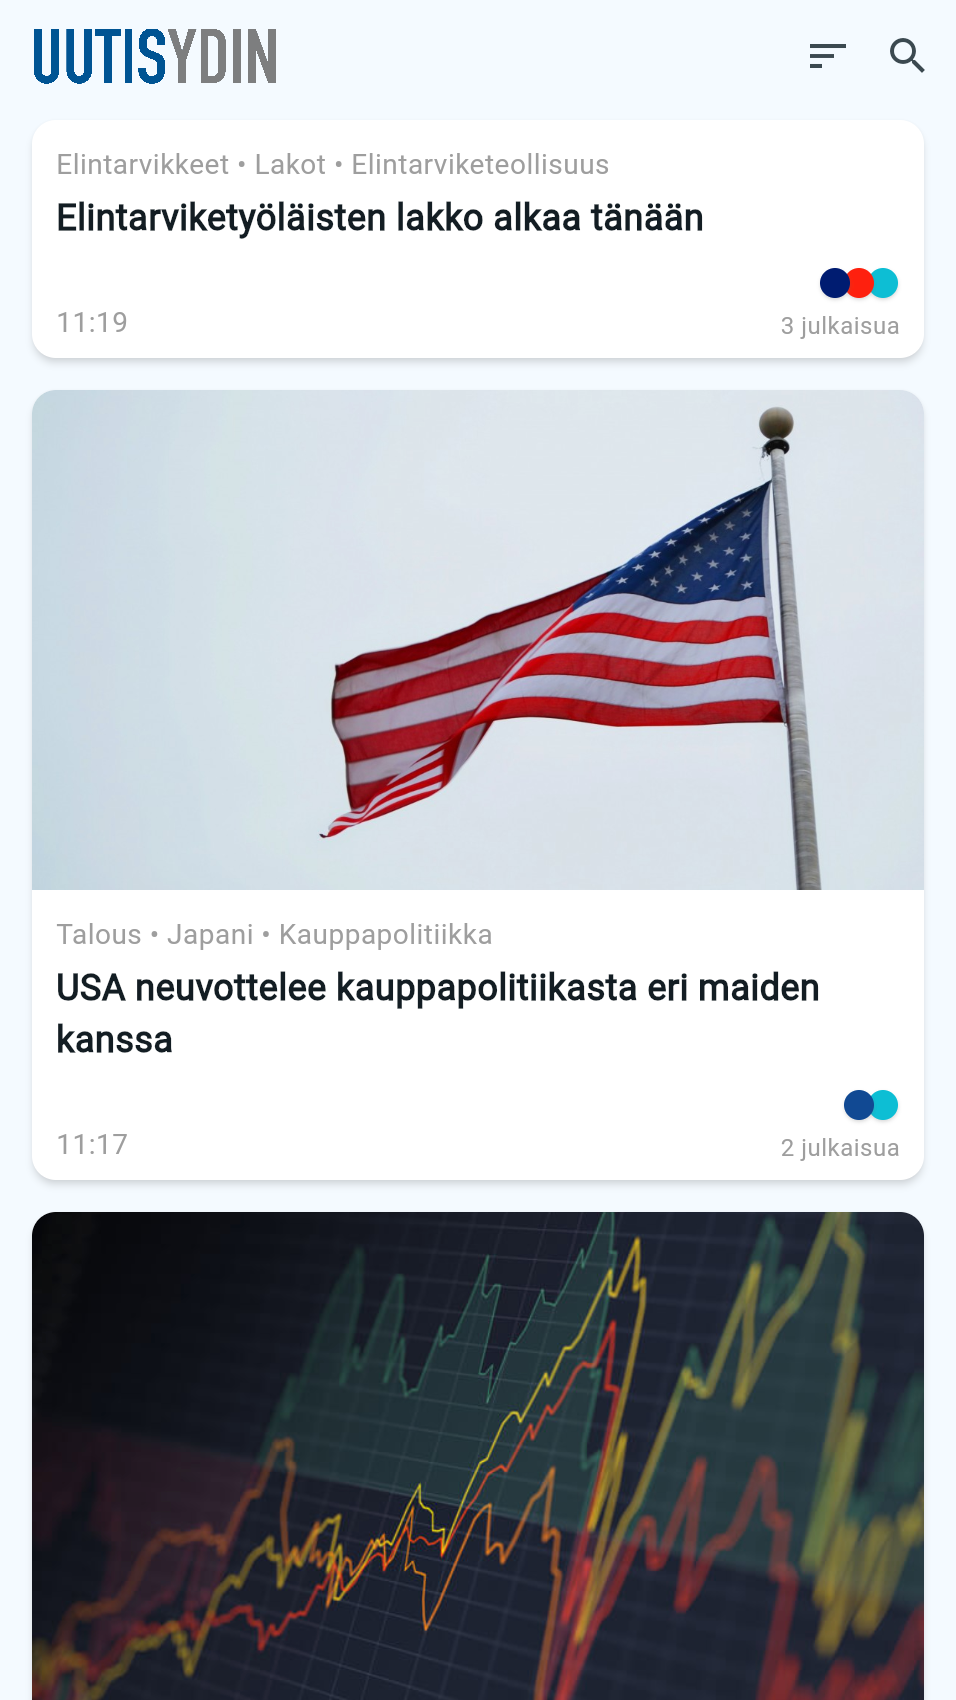 UUTISYDIN
Elintarvikkeet • Lakot • Elintarviketeollisuus
Elintarviketyöläisten lakko alkaa tänään
11:19
3 julkaisua
Talous • Japani • Kauppapolitiikka
USA neuvottelee kauppapolitiikasta eri maiden
kanssa
11:17
2 julkaisua